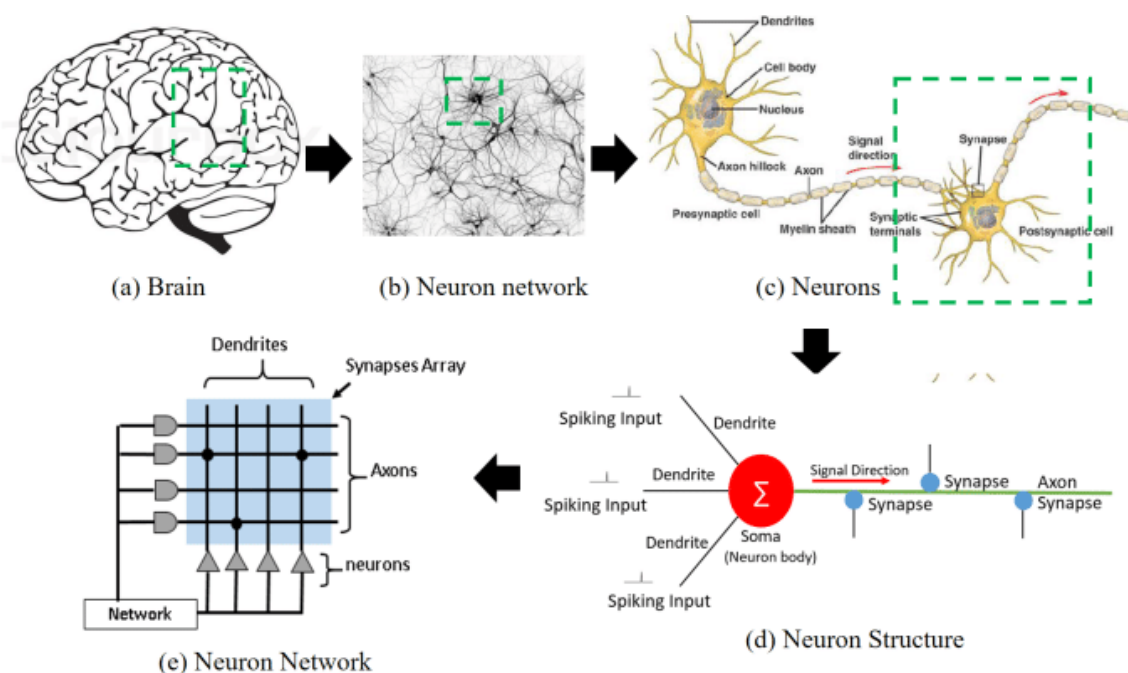 Dendrites
Cell body
Nucleus
Axon hillock
Axon
Signal
direction
Synapse
Presynaptic cell
Myelin sheath
Synaptic
terminals
Postsynaptic cell
(a) Brain
(b) Neuron network
(c) Neurons
Dendrites
Synapses Array
Axons
neurons
Network
(e) Neuron Network
Spiking Input
Dendrite
Spiking Input
Dendrite
Spiking Input
Dendrite
Σ
Soma
(Neuron body)
Signal Direction
Synapse
Synapse
Axon
Synapse
(d) Neuron Structure